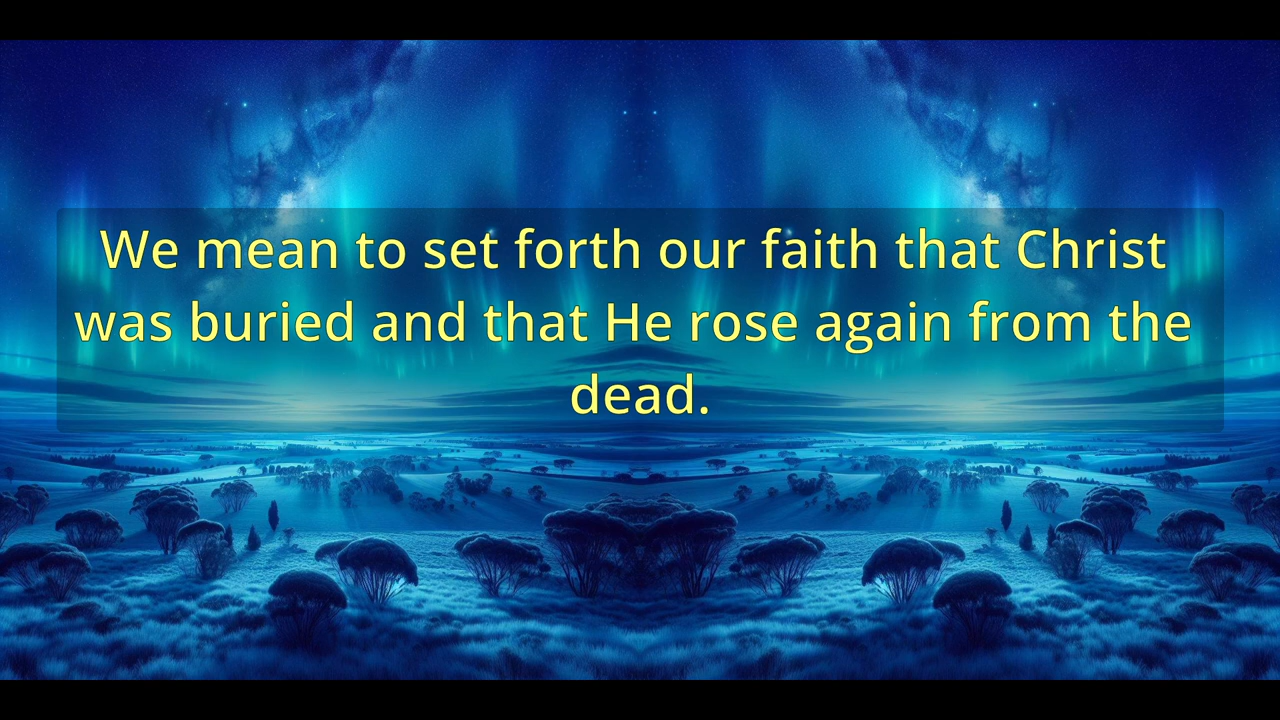 We mean to set forth our faith that Christ
was buried and that He rose again from the
dead.